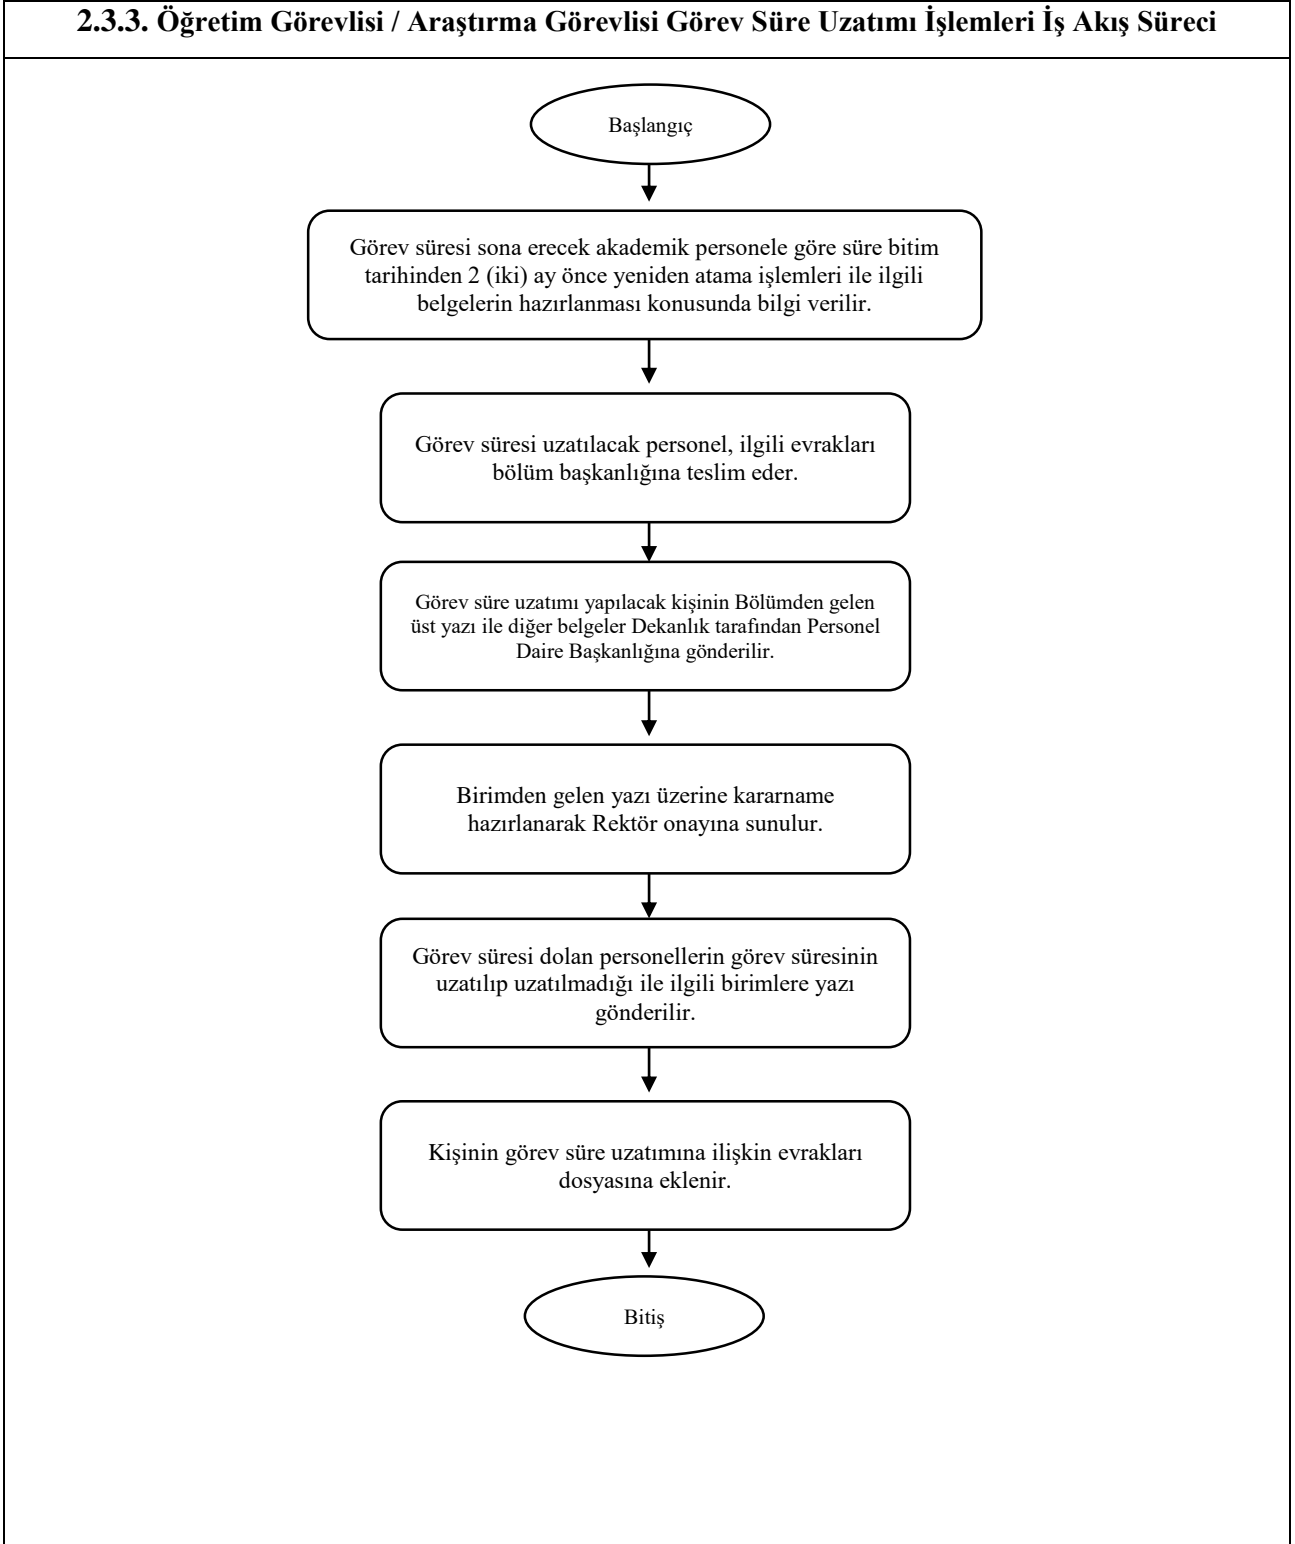 2.3.3. Öğretim Görevlisi / Araştırma Görevlisi Görev Süre Uzatımı İşlemleri İş Akış Süreci
Başlangıç
Görev süresi sona erecek akademik personele göre süre bitim
tarihinden 2 (iki) ay önce yeniden atama işlemleri ile ilgili
belgelerin hazırlanması konusunda bilgi verilir.
Görev süresi uzatılacak personel, ilgili evrakları
bölüm başkanlığına teslim eder.
Görev süre uzatımı yapılacak kişinin Bölümden gelen
üst yazı ile diğer belgeler Dekanlık tarafından Personel
Daire Başkanlığına gönderilir.
Birimden gelen yazı üzerine kararname
hazırlanarak Rektör onayına sunulur.
Görev süresi dolan personellerin görev süresinin
uzatılıp uzatılmadığı ile ilgili birimlere yazı
gönderilir.
Kişinin görev süre uzatımına ilişkin evrakları
dosyasına eklenir.
Bitiş